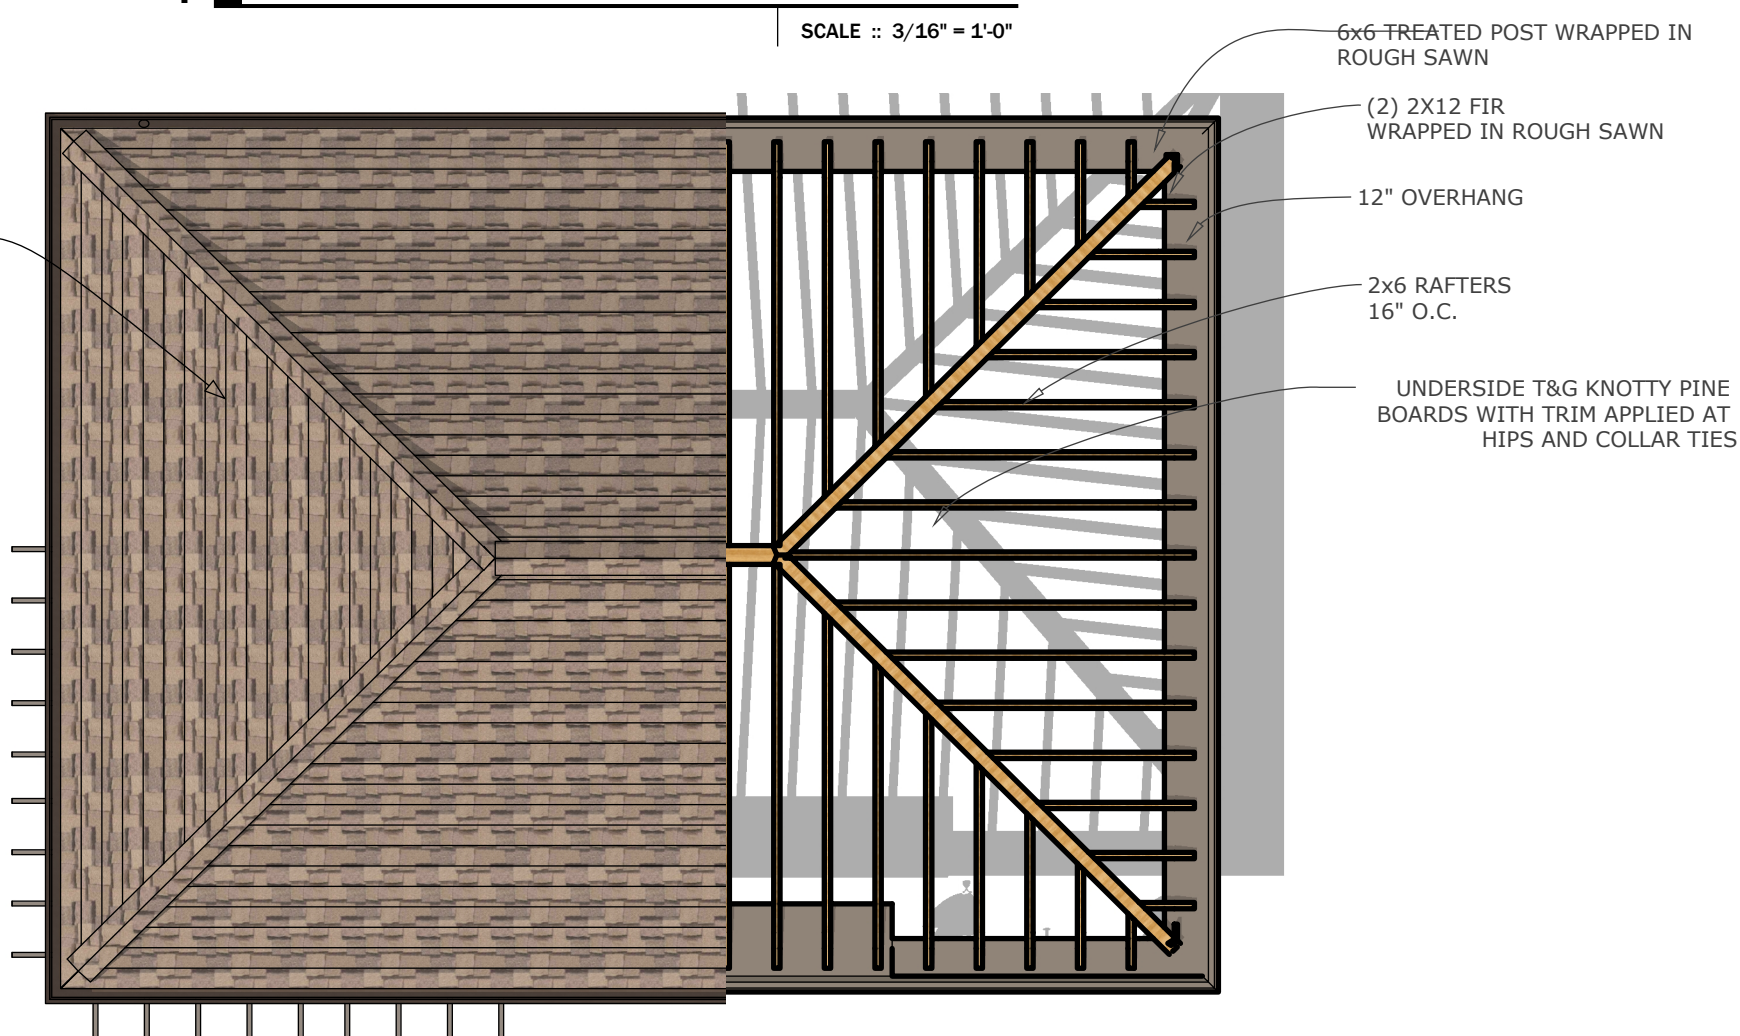 SCALE :: 3/16" = 1'-0"
6x6 TREATED POST WRAPPED IN
ROUGH SAWN
(2) 2X12 FIR
WRAPPED IN ROUGH SAWN
12" OVERHANG
2x6 RAFTERS
16" O.C.
UNDERSIDE T&G KNOTTY PINE
BOARDS WITH TRIM APPLIED AT
HIPS AND COLLAR TIES